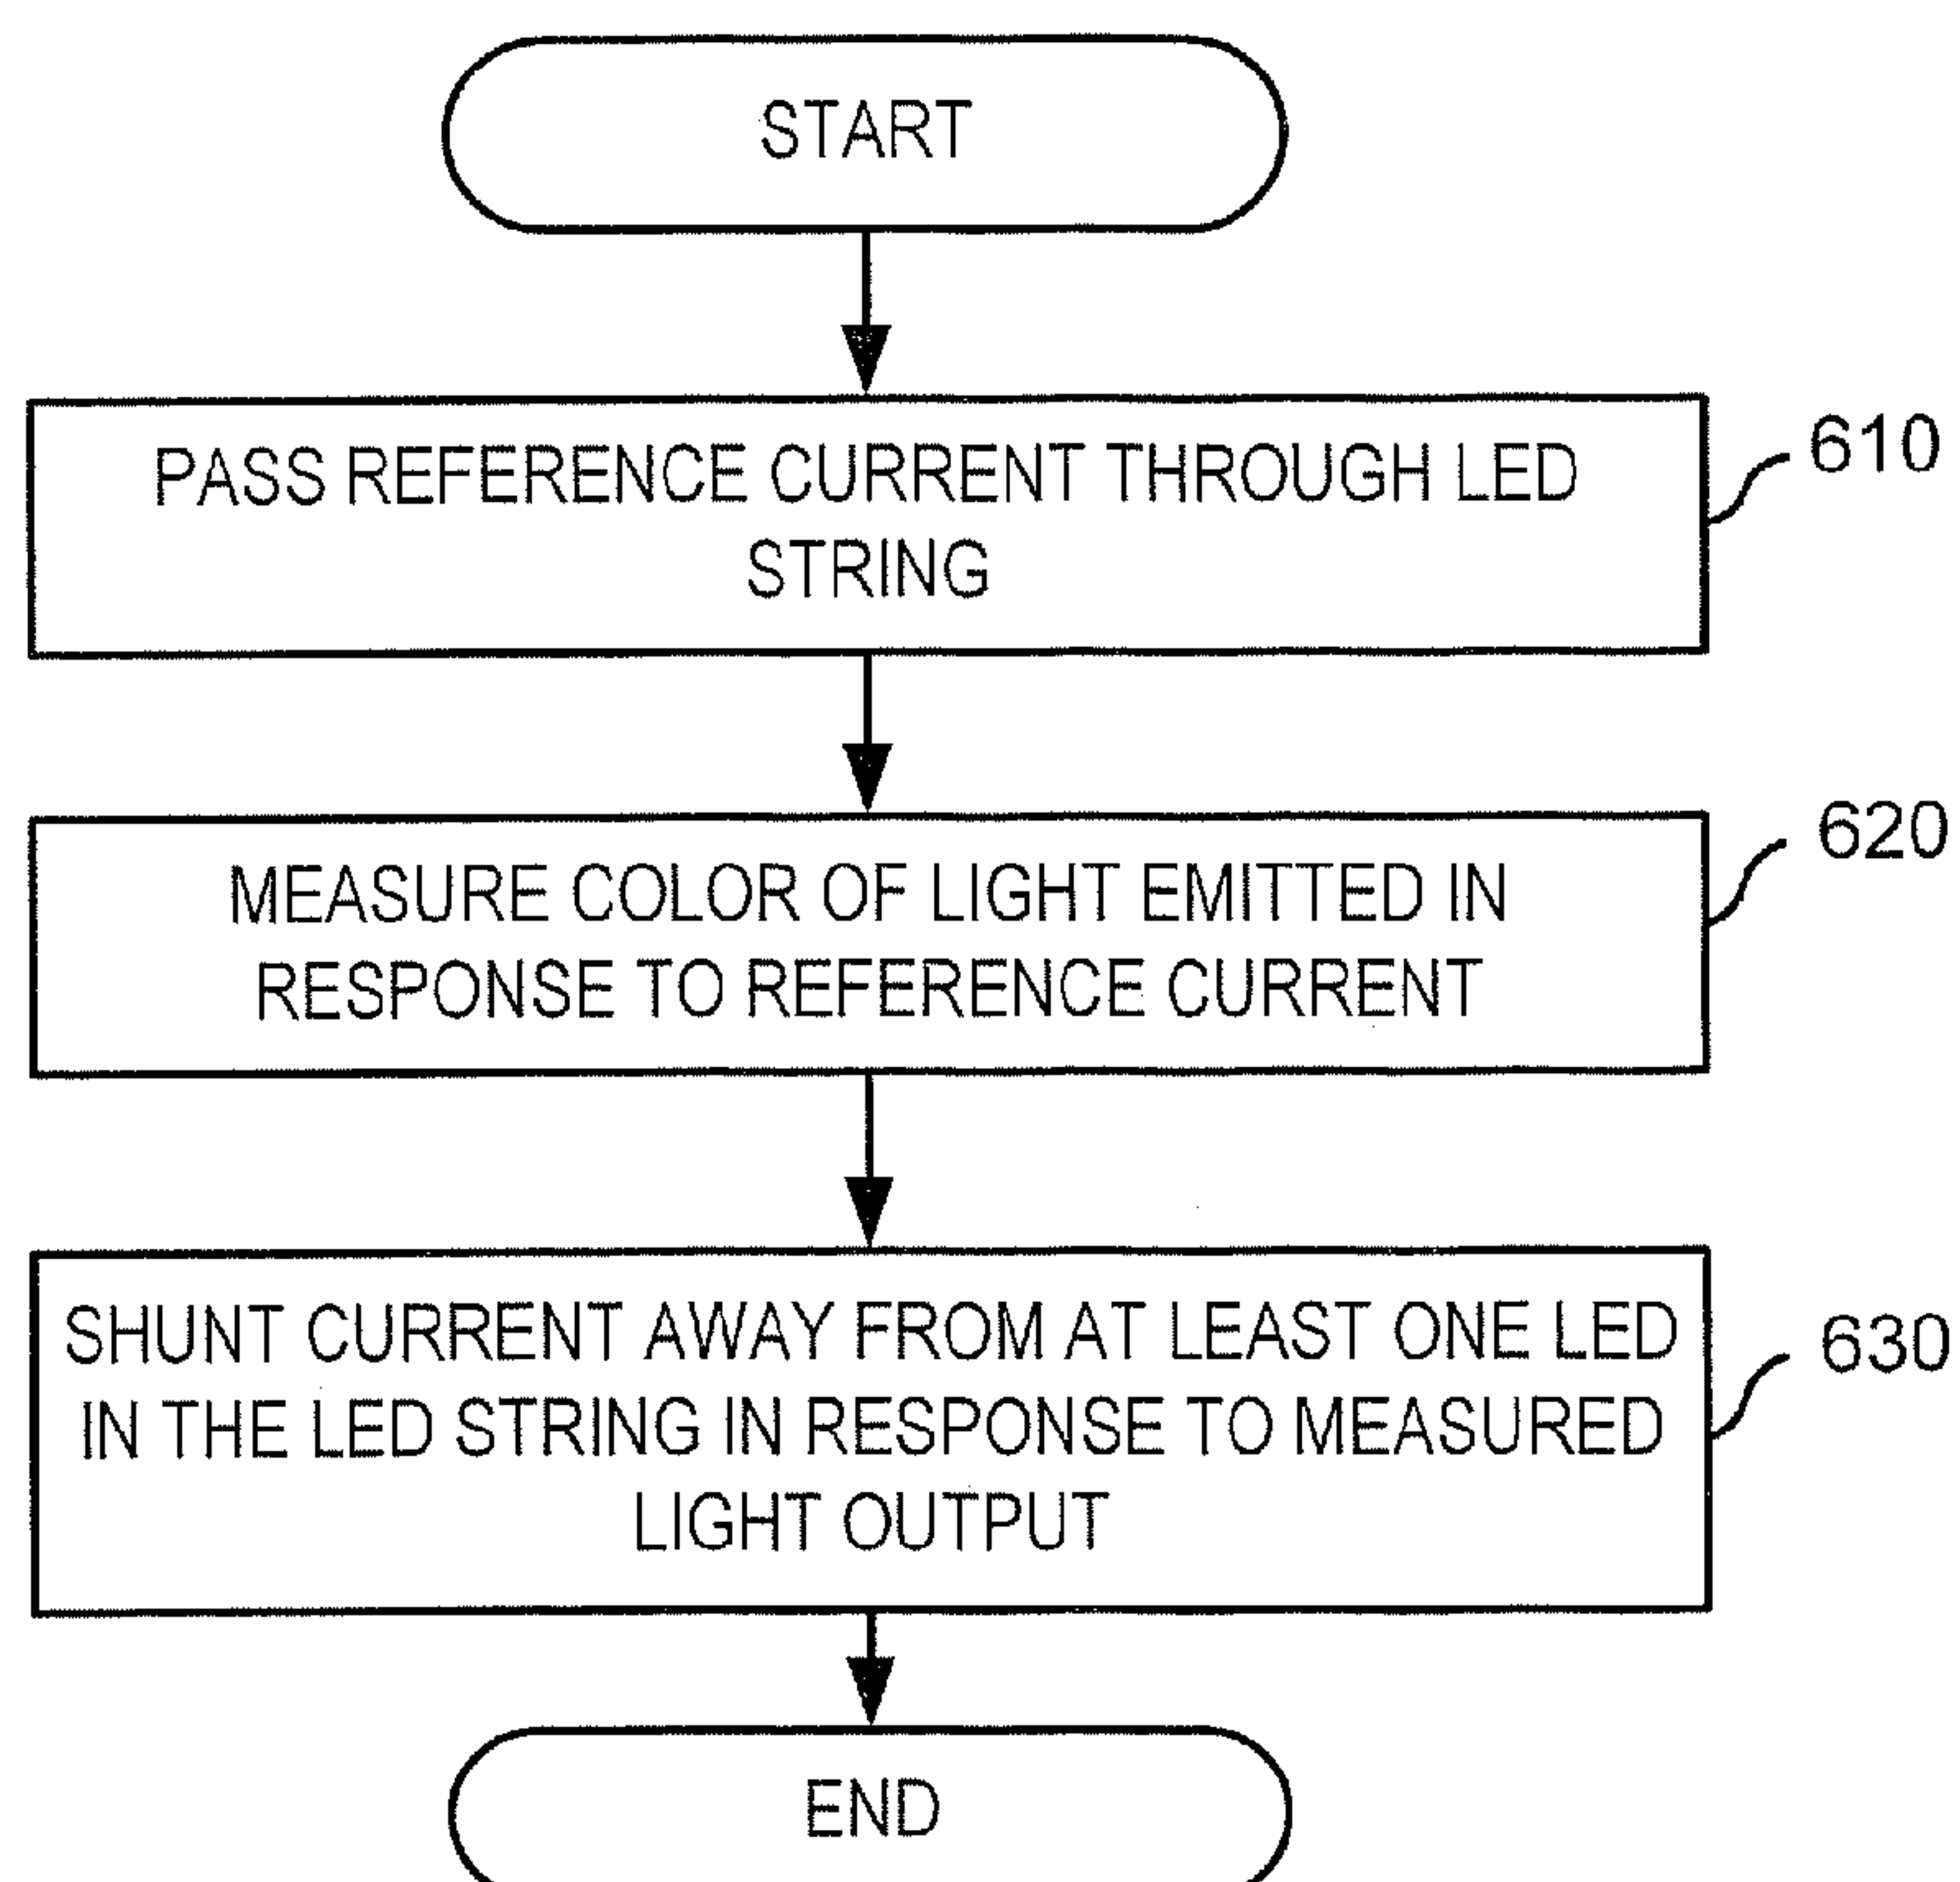 START
PASS REFERENCE CURRENT THROUGH LED
STRING
610
MEASURE COLOR OF LIGHT EMITTED IN
RESPONSE TO REFERENCE CURRENT
620
SHUNT CURRENT AWAY FROM AT LEAST ONE LED
IN THE LED STRING IN RESPONSE TO MEASURED
LIGHT OUTPUT
630
END